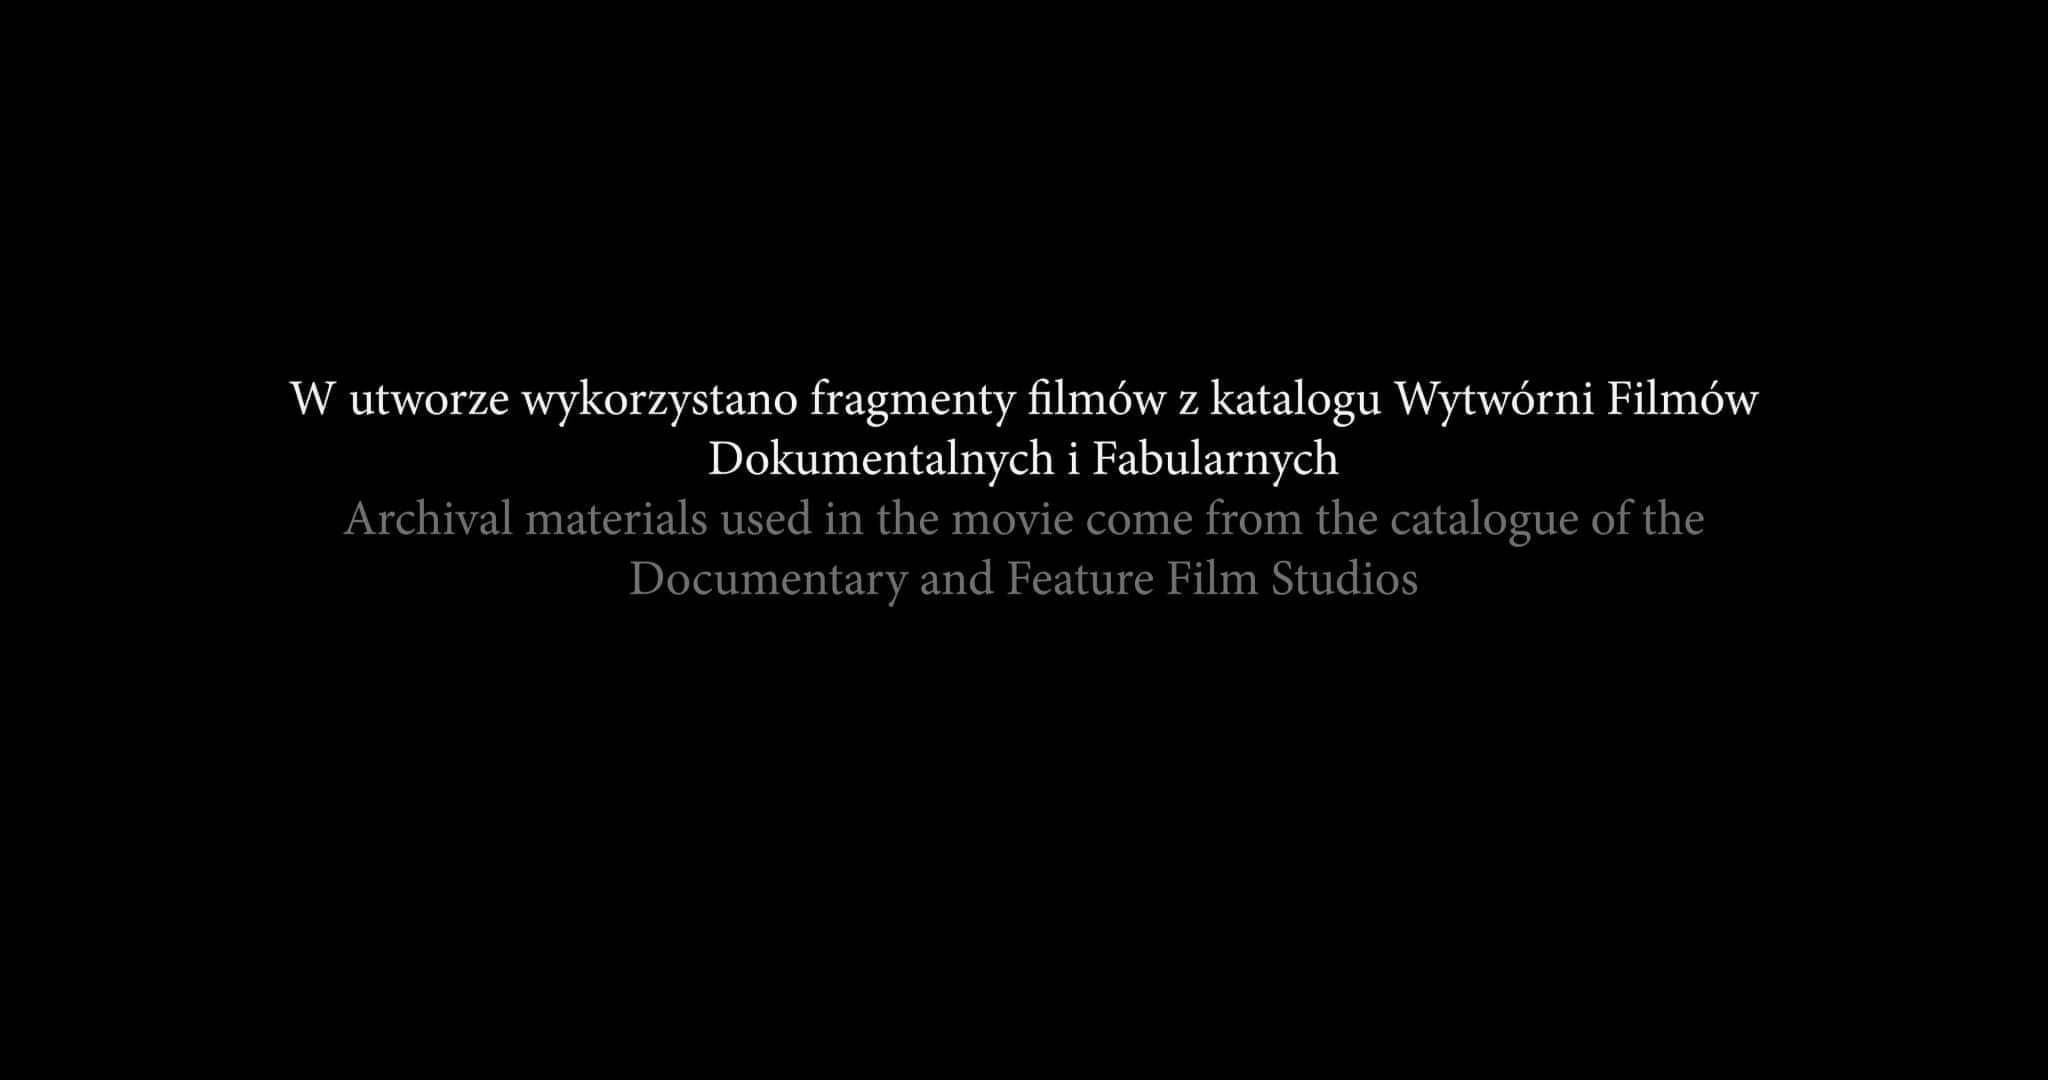 W utworze wykorzystano fragmenty filmów z katalogu Wytwórni Filmów
Dokumentalnych i Fabularnych
Archival materials used in the movie come from the catalogue of the
Documentary and Feature Film Studios